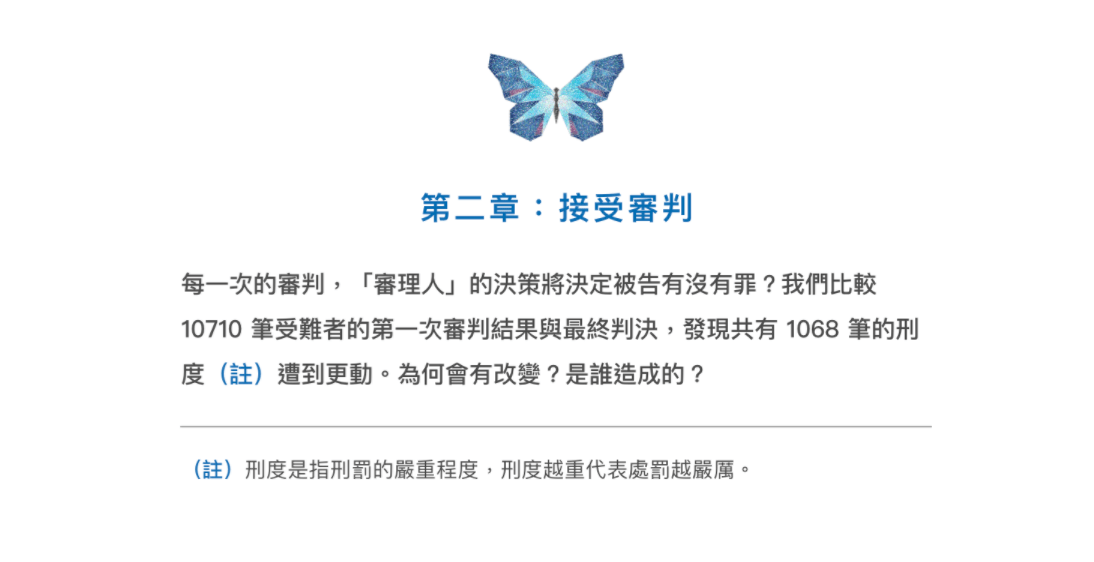 第二章：接受審判
每一次的審判，「審理人」的決策將決定被告有沒有罪？我們比較
10710 筆受難者的第一次審判結果與最終判決，發現共有 1068 筆的刑
度（註）遭到更動。為何會有改變？是誰造成的？
（註）刑度是指刑罰的嚴重程度，刑度越重代表處罰越嚴厲。